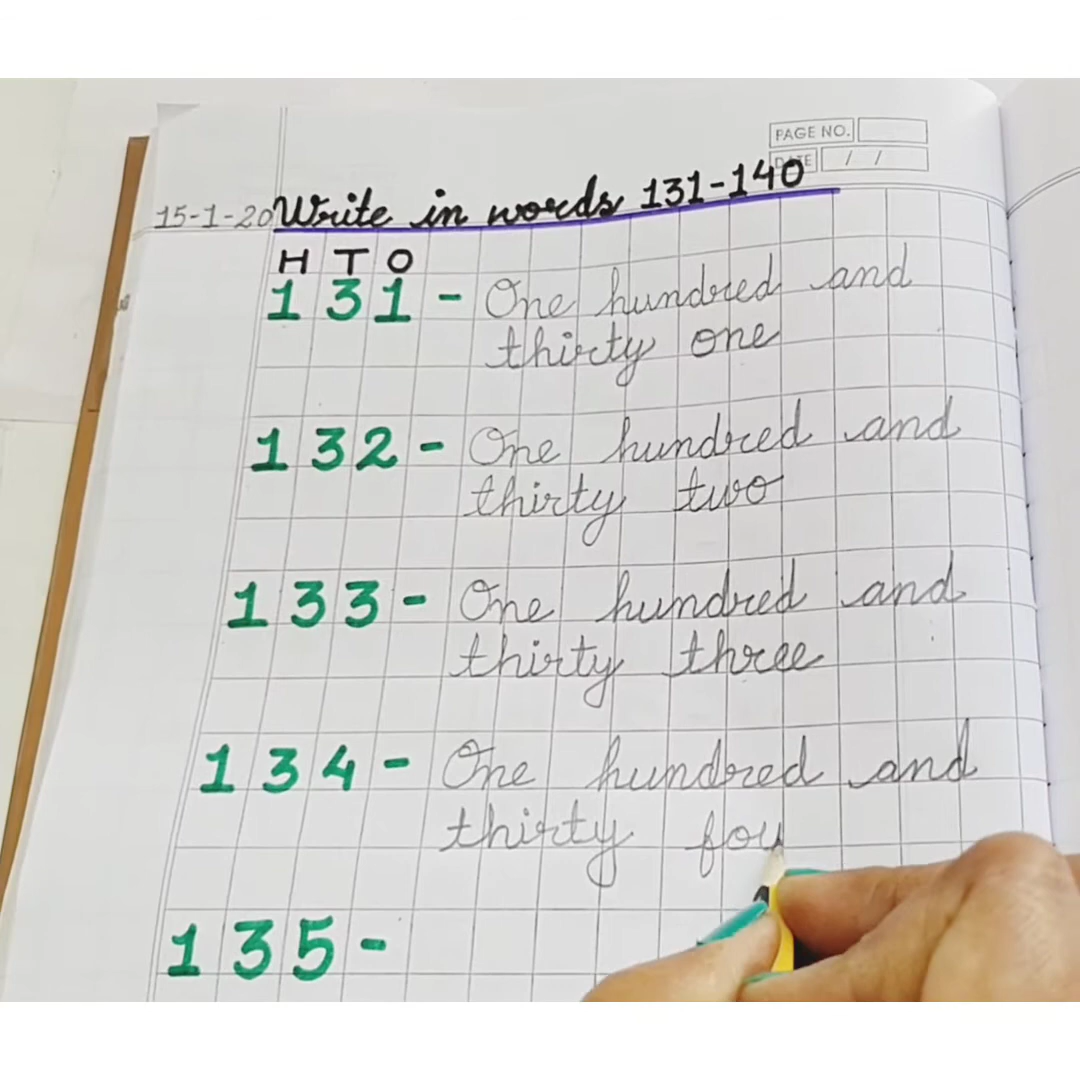 PAGE NO.
DATE / /
15-1-20 Write in words 131-140
H T O
131 - One hundred and
thirty one
132 - One hundred and
thirty two
133 - One hundred and
thirty three
134 - One hundred and
thirty fou
135 -